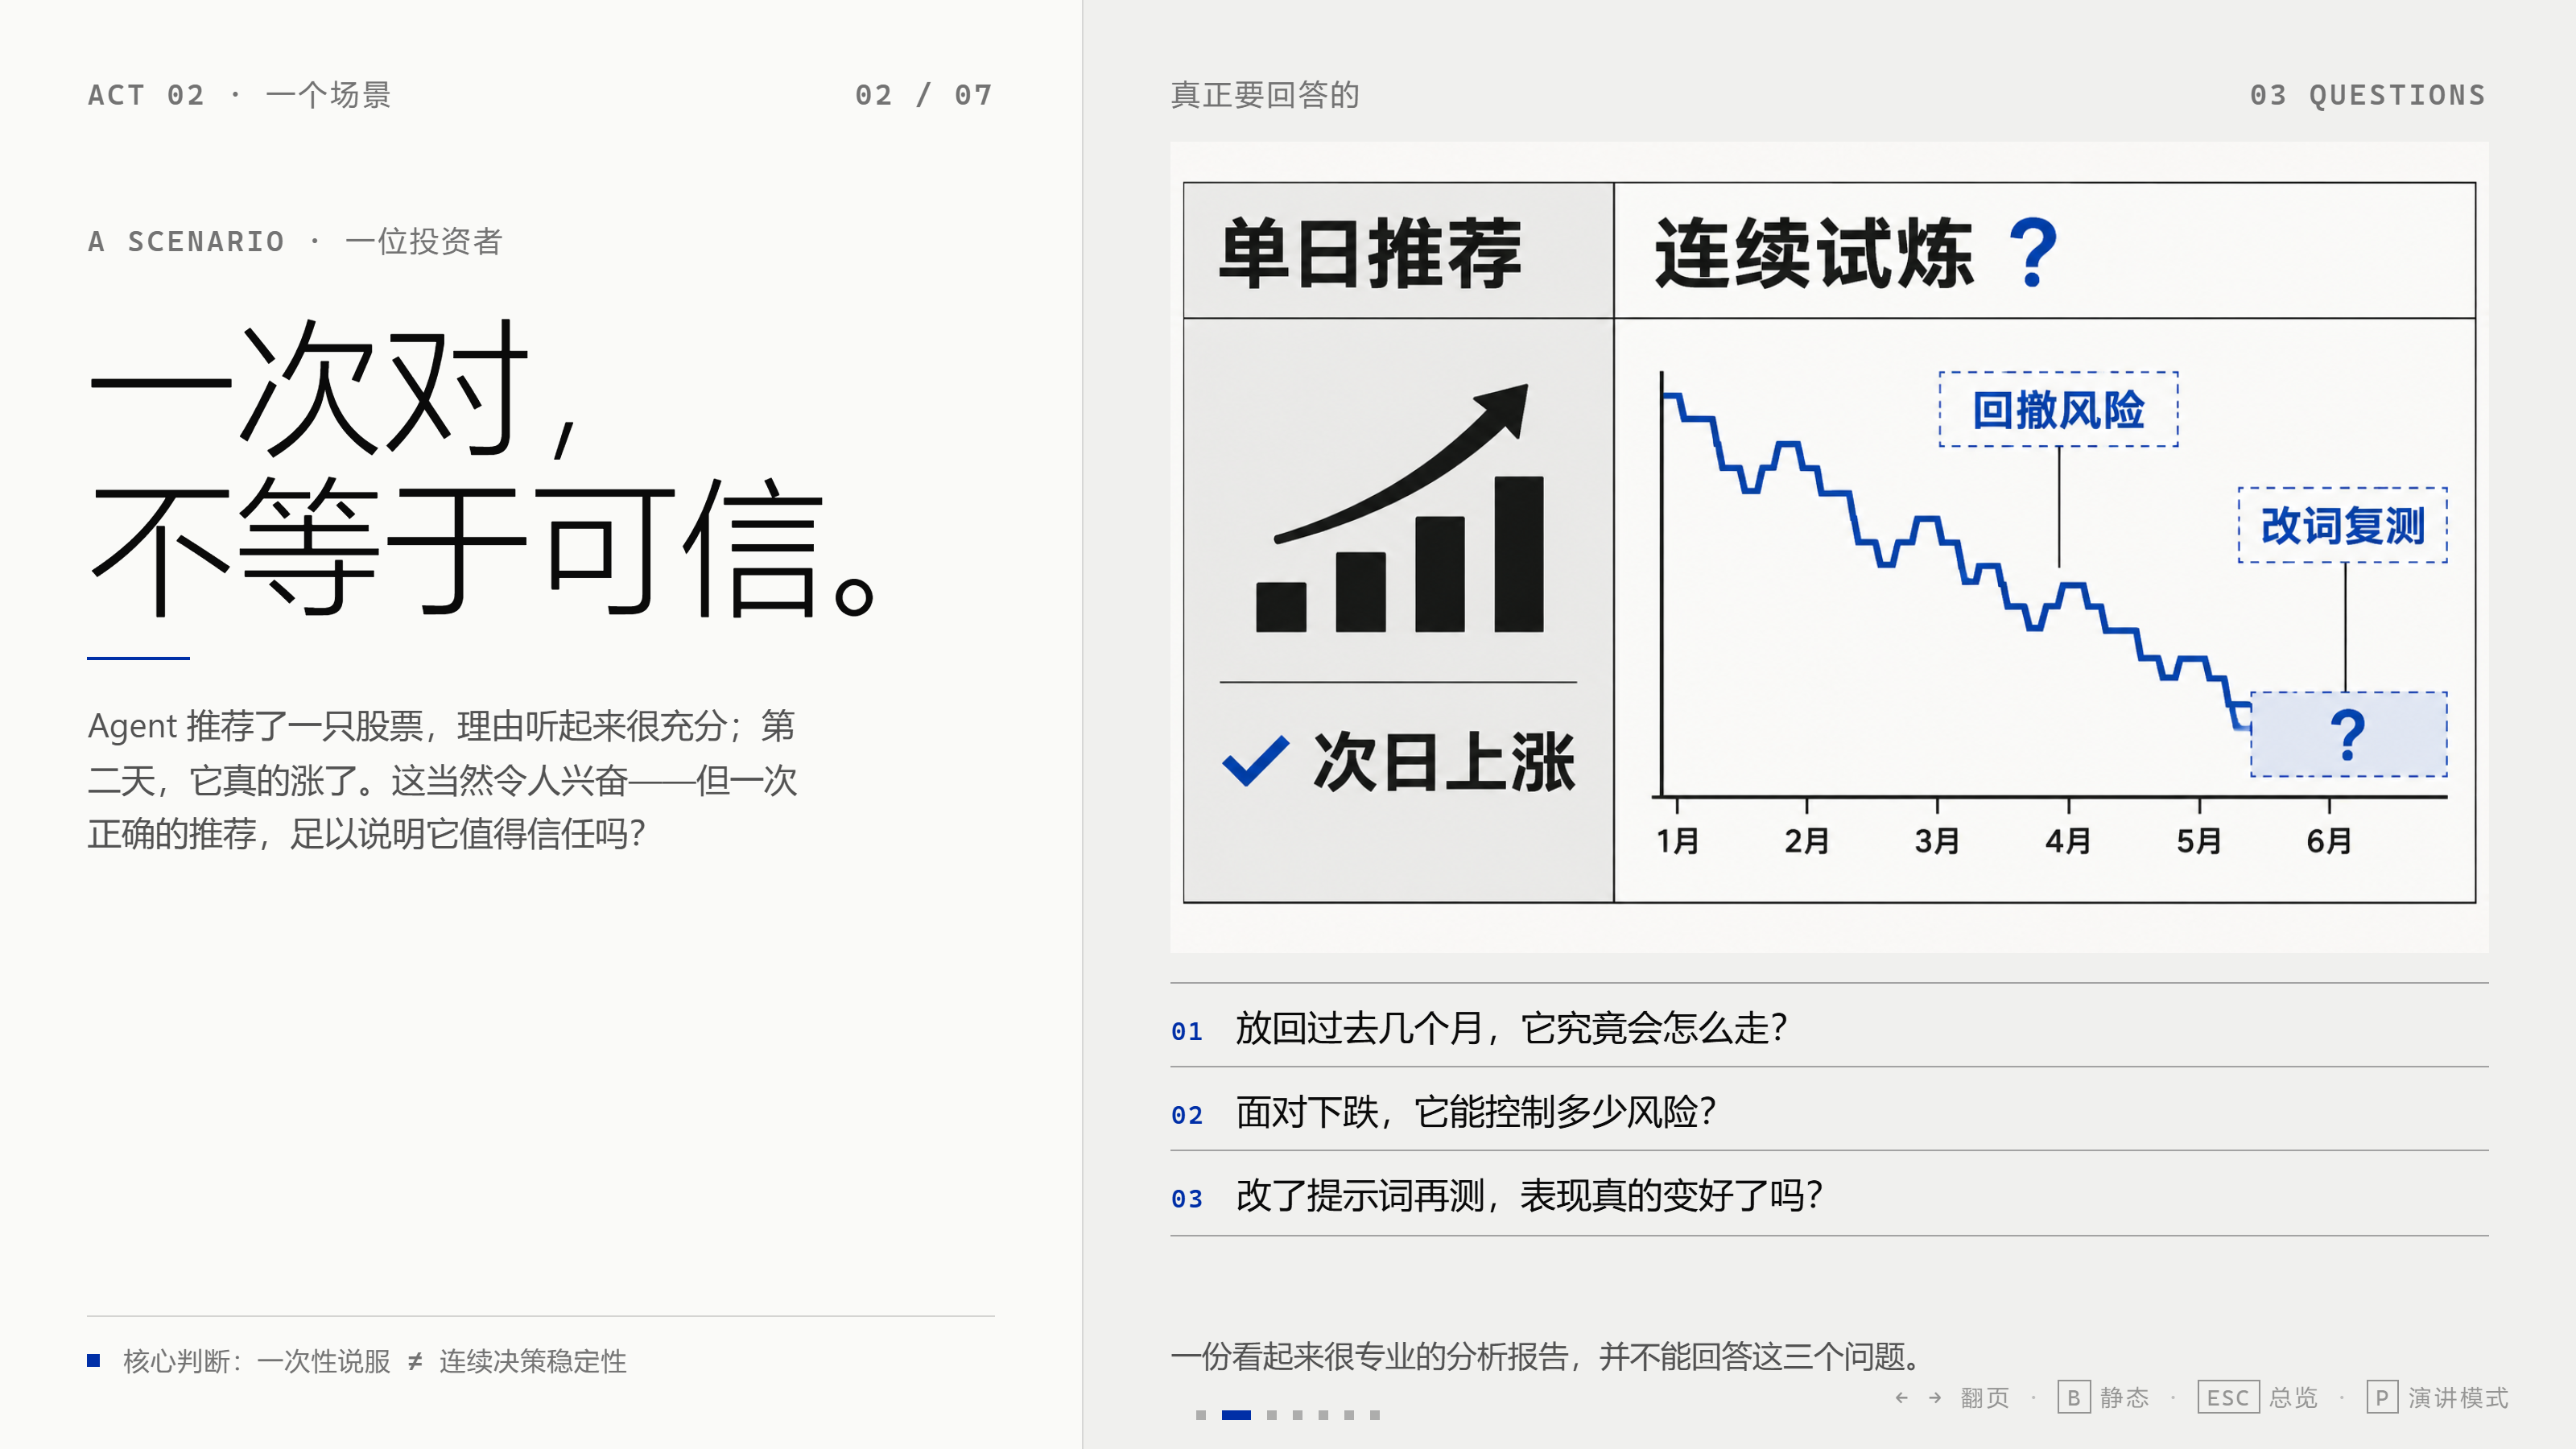 ACT 02 · 一个场景
02 / 07
A SCENARIO · 一位投资者
一次对，
不等于可信。
Agent 推荐了一只股票，理由听起来很充分；第
二天，它真的涨了。这当然令人兴奋——但一次
正确的推荐，足以说明它值得信任吗？
核心判断：一次性说服 ≠ 连续决策稳定性
真正要回答的
03 QUESTIONS
单日推荐
连续试炼 ?
次日上涨
回撤风险
改词复测
?
1月 2月 3月 4月 5月 6月
01 放回过去几个月，它究竟会怎么走？
02 面对下跌，它能控制多少风险？
03 改了提示词再测，表现真的变好了吗？
一份看起来很专业的分析报告，并不能回答这三个问题。
← → 翻页 · B 静态 · ESC 总览 · P 演讲模式